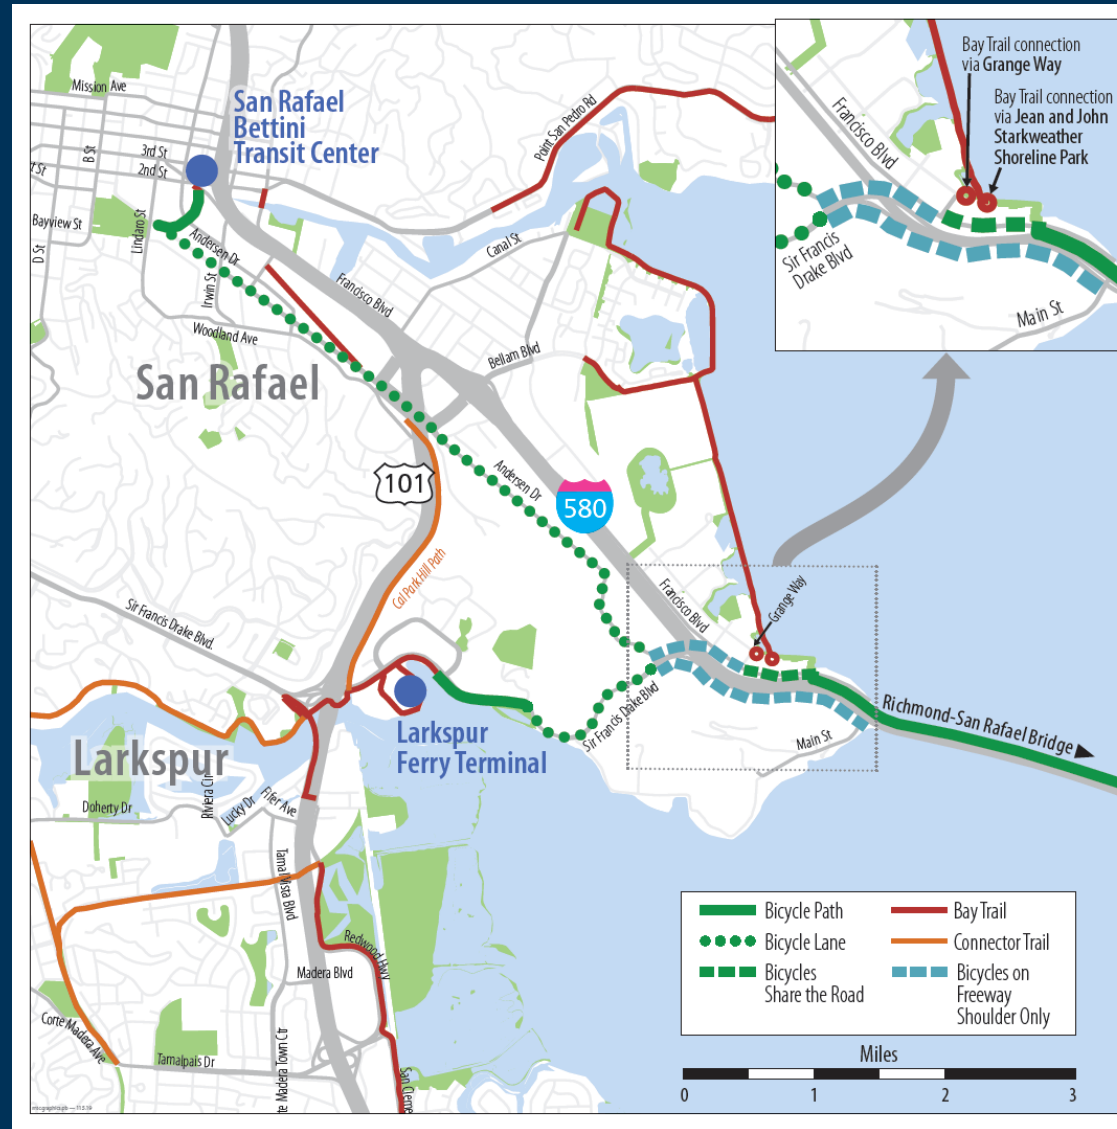 Mission Ave
B St
3rd St
2nd St
Bayview St
D St
Lindaro St
San Rafael
Bettini
Transit Center
Andersen Dr
Irwin St
Woodland Ave
San Rafael
Francisco Blvd
Canal St
Point San Pedro Rd
Bellam Blvd
101
Andersen Dr
580
Cal Park Hill Path
Sir Francis Drake Blvd.
Francisco Blvd
Grange Way
Sir Francis Drake Blvd
Main St
Richmond-San Rafael Bridge
Larkspur
Ferry Terminal
Larkspur
Doherty Dr
Riviera Cir
Lucky Dr
Fifer Ave
Tamal Vista Blvd
Redwood Hwy
Madera Blvd
Corte Madera Ave
Tamalpais Dr
Madera Town Ctr
Bay Trail connection
via Grange Way
Bay Trail connection
via Jean and John
Starkweather
Shoreline Park
Francisco Blvd
Sir Francis
Drake Blvd
Main St
Bicycle Path
Bicycle Lane
Bicycles
Share the Road
Bay Trail
Connector Trail
Bicycles on
Freeway
Shoulder Only
Miles
0 1 2 3